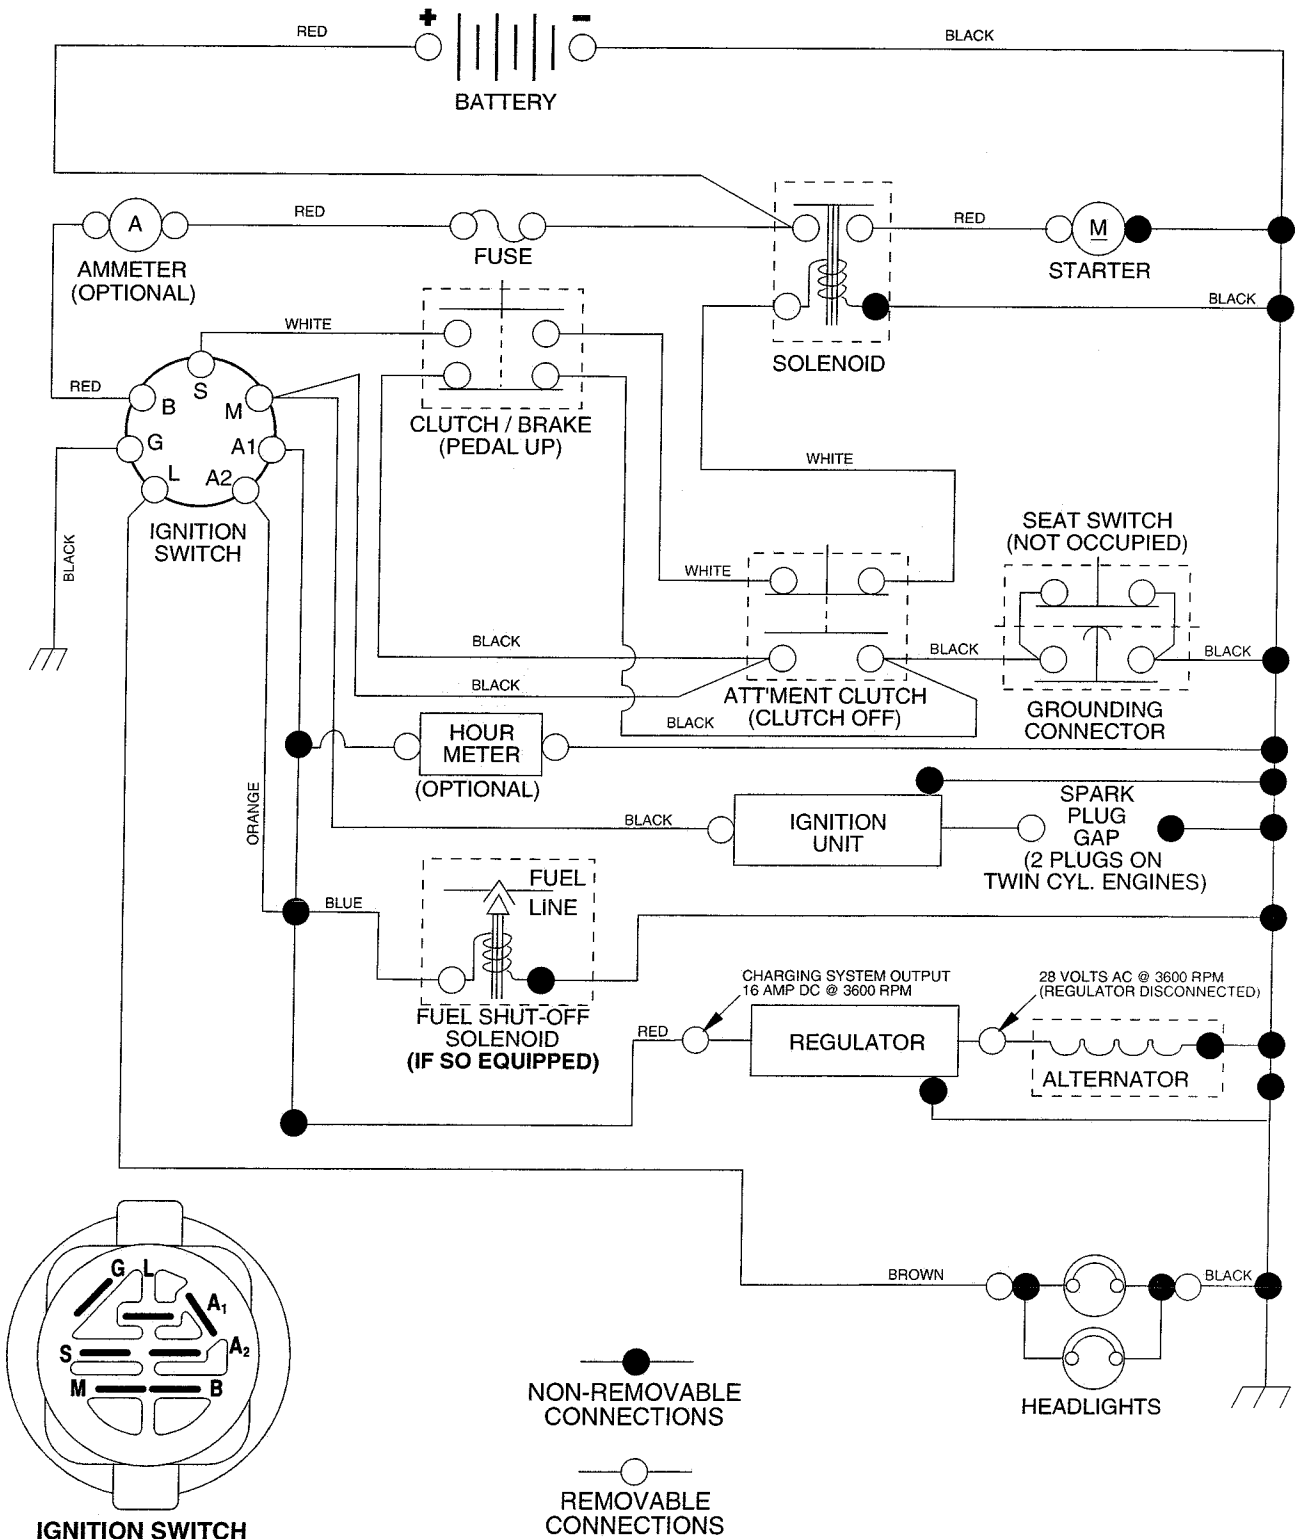 +
-
RED
BLACK
BATTERY
A
RED
RED
M
FUSE
STARTER
AMMETER
(OPTIONAL)
BLACK
WHITE
SOLENOID
RED
S
B
M
CLUTCH / BRAKE
(PEDAL UP)
G
A1
L
A2
WHITE
IGNITION
SWITCH
BLACK
SEAT SWITCH
(NOT OCCUPIED)
WHITE
BLACK
BLACK
BLACK
BLACK
ATT'MENT CLUTCH
(CLUTCH OFF)
BLACK
GROUNDING
CONNECTOR
HOUR
METER
(OPTIONAL)
ORANGE
BLACK
IGNITION
UNIT
SPARK
PLUG
GAP
(2 PLUGS ON
TWIN CYL. ENGINES)
FUEL
LINE
BLUE
FUEL SHUT-OFF
SOLENOID
(IF SO EQUIPPED)
CHARGING SYSTEM OUTPUT
16 AMP DC @ 3600 RPM
28 VOLTS AC @ 3600 RPM
(REGULATOR DISCONNECTED)
RED
REGULATOR
ALTERNATOR
BROWN
BLACK
HEADLIGHTS
G
L
A1
S
A2
M
B
IGNITION SWITCH
NON-REMOVABLE
CONNECTIONS
REMOVABLE
CONNECTIONS